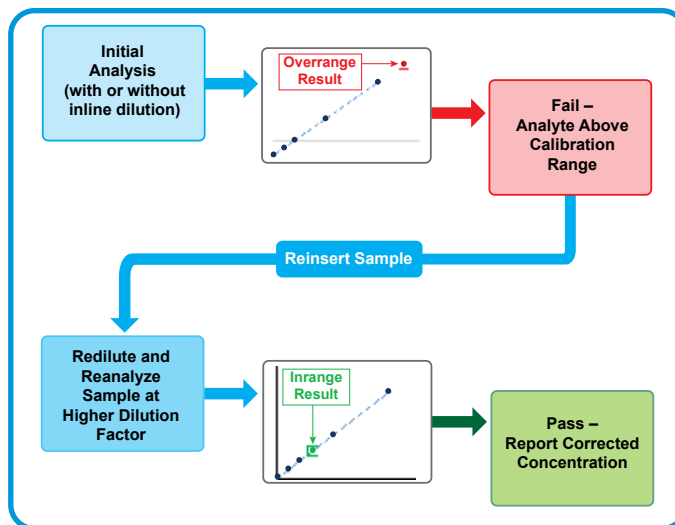 Initial
Analysis
(with or without
inline dilution)
Overrange
Result
Fail –
Analyte Above
Calibration
Range
Reinsert Sample
Redilute and
Reanalyze
Sample at
Higher Dilution
Factor
Inrange
Result
Pass –
Report Corrected
Concentration